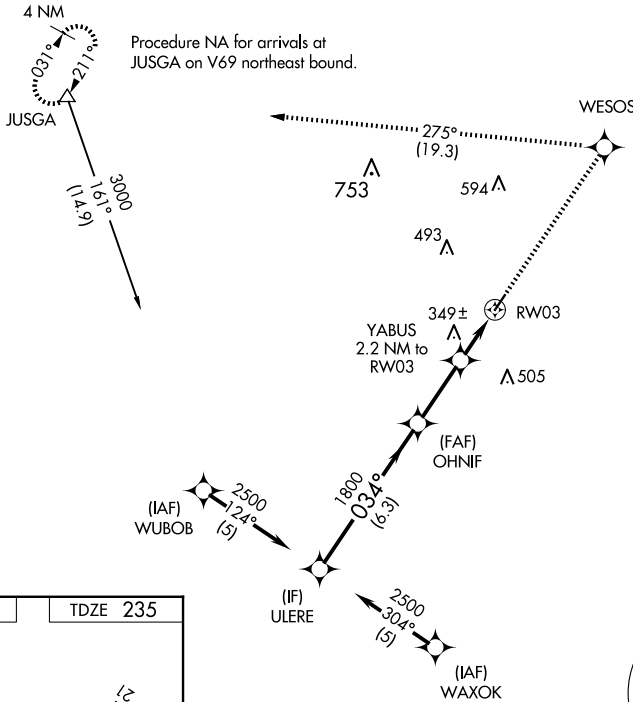 4 NM
031°
211°
JUSGA
Procedure NA for arrivals at
JUSGA on V69 northeast bound.
WESOS
275°
(19.3)
3000
161°
(14.9)
753
594
493
349±
RW03
YABUS
2.2 NM to
RW03
505
(FAF)
OHNIF
1800
034°
(6.3)
(IAF)
WUBOB
2500
124°
(5)
(IF)
ULERE
2500
304°
(5)
(IAF)
WAXOK
TDZE 235